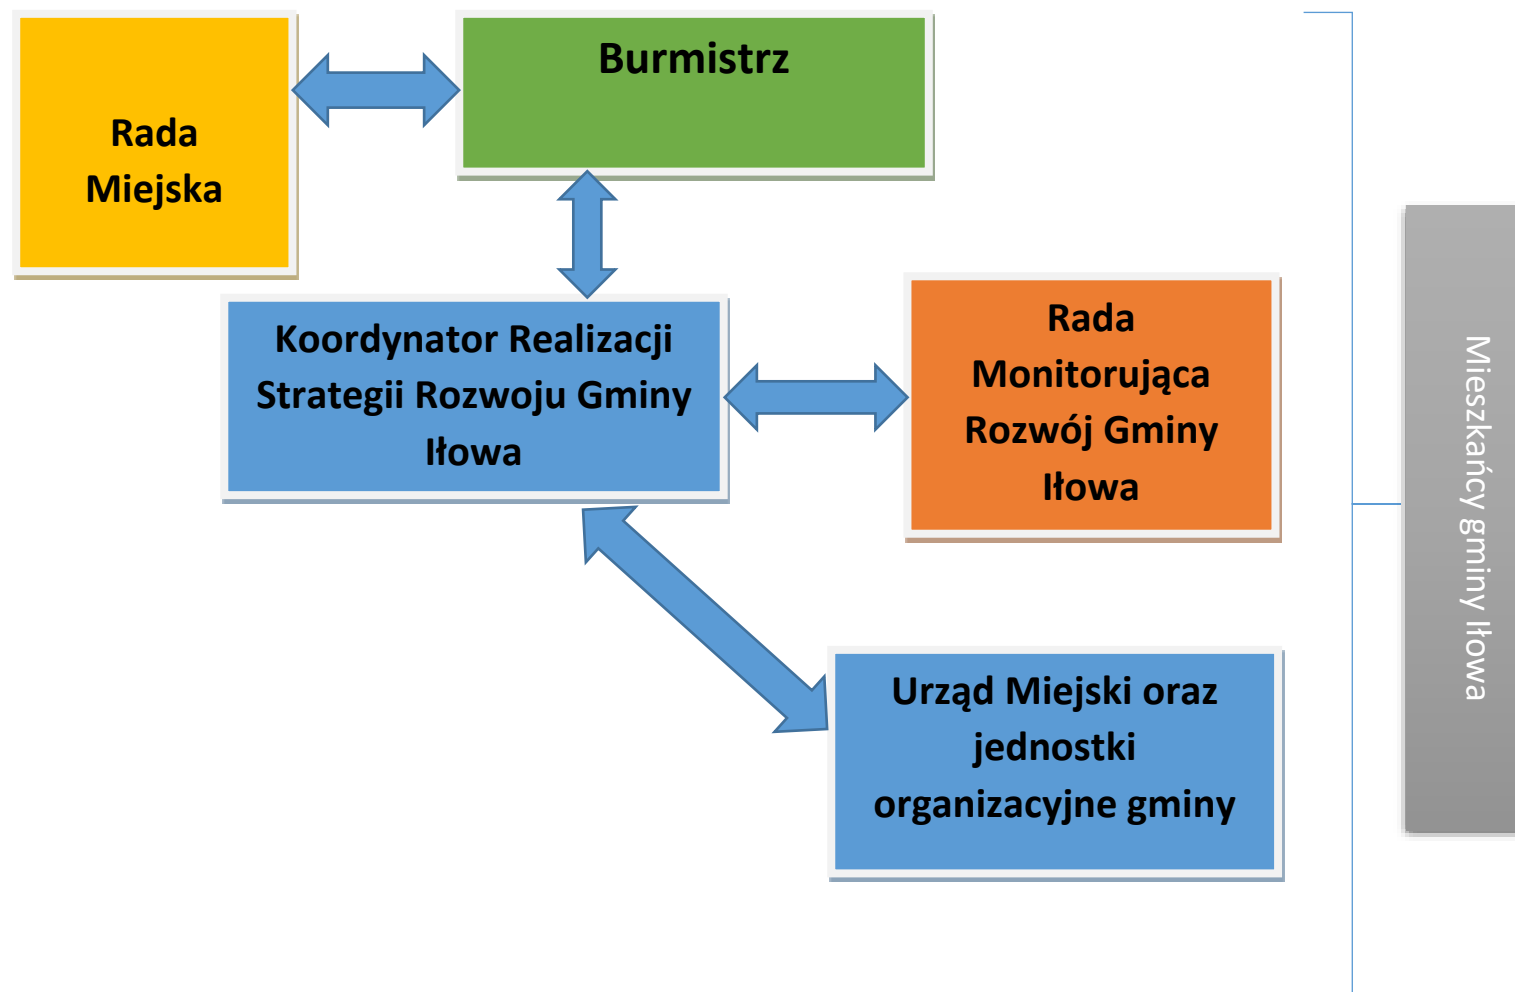 Burmistrz
Rada
Miejska
Koordynator Realizacji
Strategii Rozwoju Gminy
Iłowa
Rada
Monitorująca
Rozwój Gminy
Iłowa
Urząd Miejski oraz
jednostki
organizacyjne gminy
Mieszkańcy gminy Iłowa